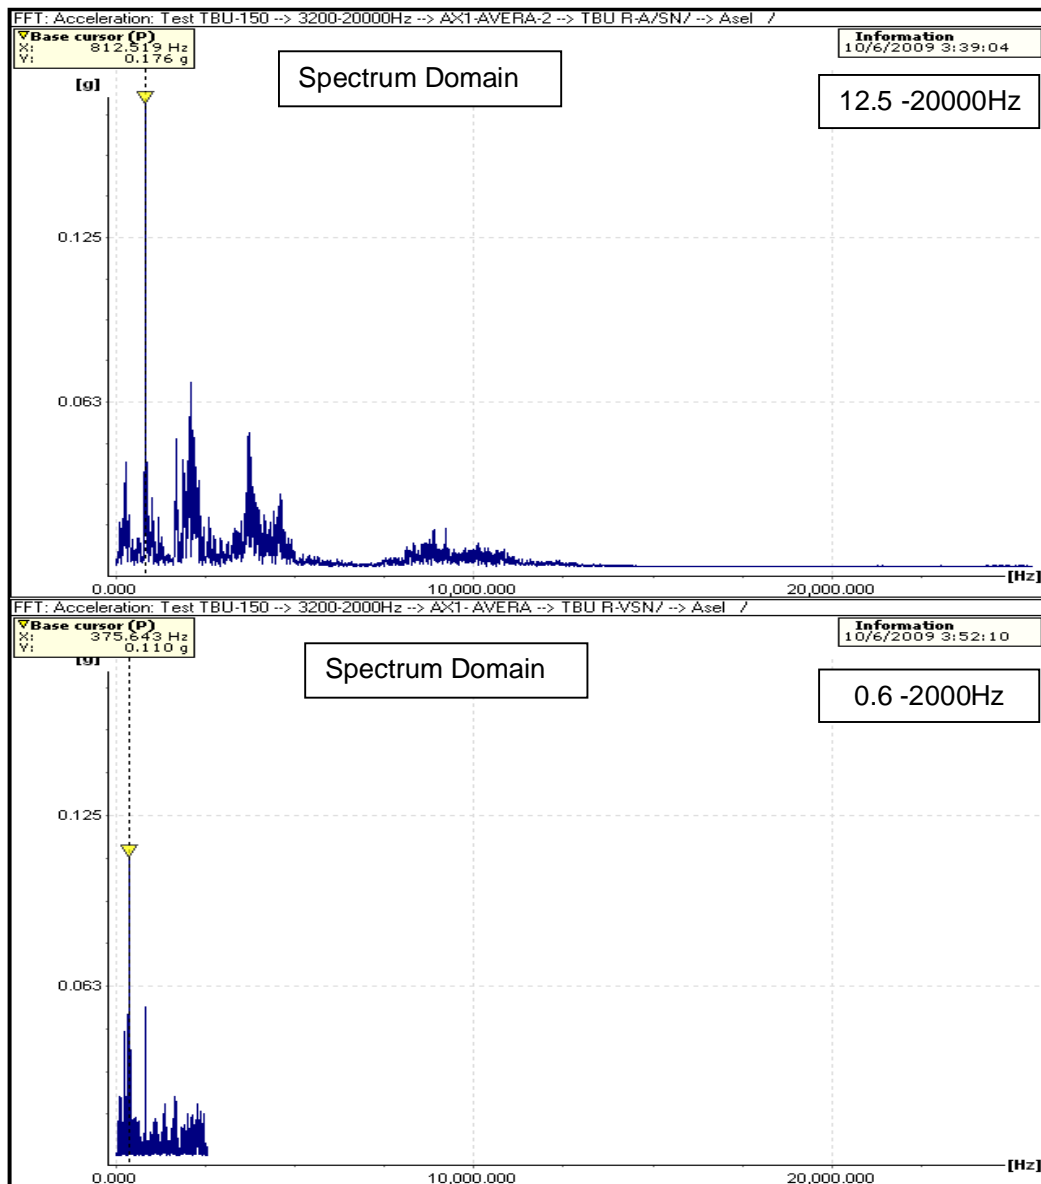 FFT: Acceleration: Test TBU-150 --> 3200-20000Hz --> AX1-AVERA-2 --> TBU R-A/SN/ --> Asel /
Base cursor (P)
X: 812.519 Hz
Y: 0.176 g
Information
10/6/2009 3:39:04
Spectrum Domain
12.5 -20000Hz
[g]
0.125
0.063
[Hz]
0.000 10,000.000 20,000.000
FFT: Acceleration: Test TBU-150 --> 3200-2000Hz --> AX1- AVERA --> TBU R-VSN/ --> Asel /
Base cursor (P)
X: 375.643 Hz
Y: 0.110 g
Information
10/6/2009 3:52:10
[g]
Spectrum Domain
0.6 -2000Hz
0.125
0.063
[Hz]
0.000 10,000.000 20,000.000